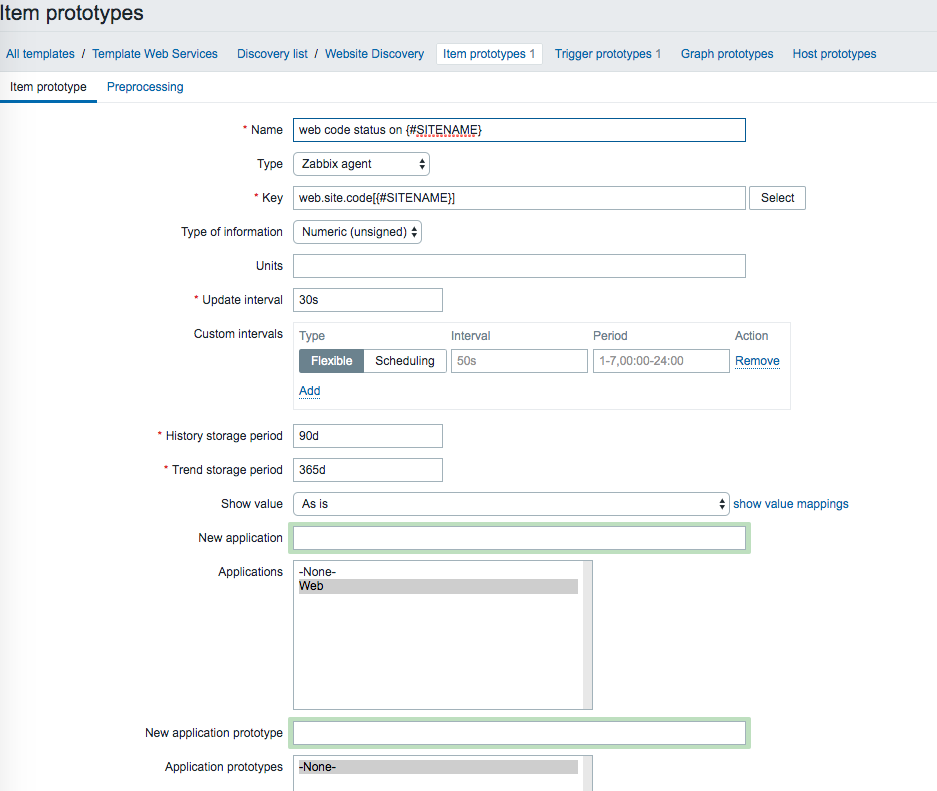 Item prototypes
All templates / Template Web Services Discovery list / Website Discovery Item prototypes 1 Trigger prototypes 1 Graph prototypes Host prototypes
Item prototype Preprocessing
* Name web code status on {#SITENAME}
Type Zabbix agent
* Key web.site.code[{#SITENAME}] Select
Type of information Numeric (unsigned)
Units
* Update interval 30s
Custom intervals Type Interval Period Action
Flexible Scheduling 50s 1-7,00:00-24:00 Remove
Add
* History storage period 90d
* Trend storage period 365d
Show value As is show value mappings
New application
Applications -None-
Web
New application prototype
Application prototypes -None-